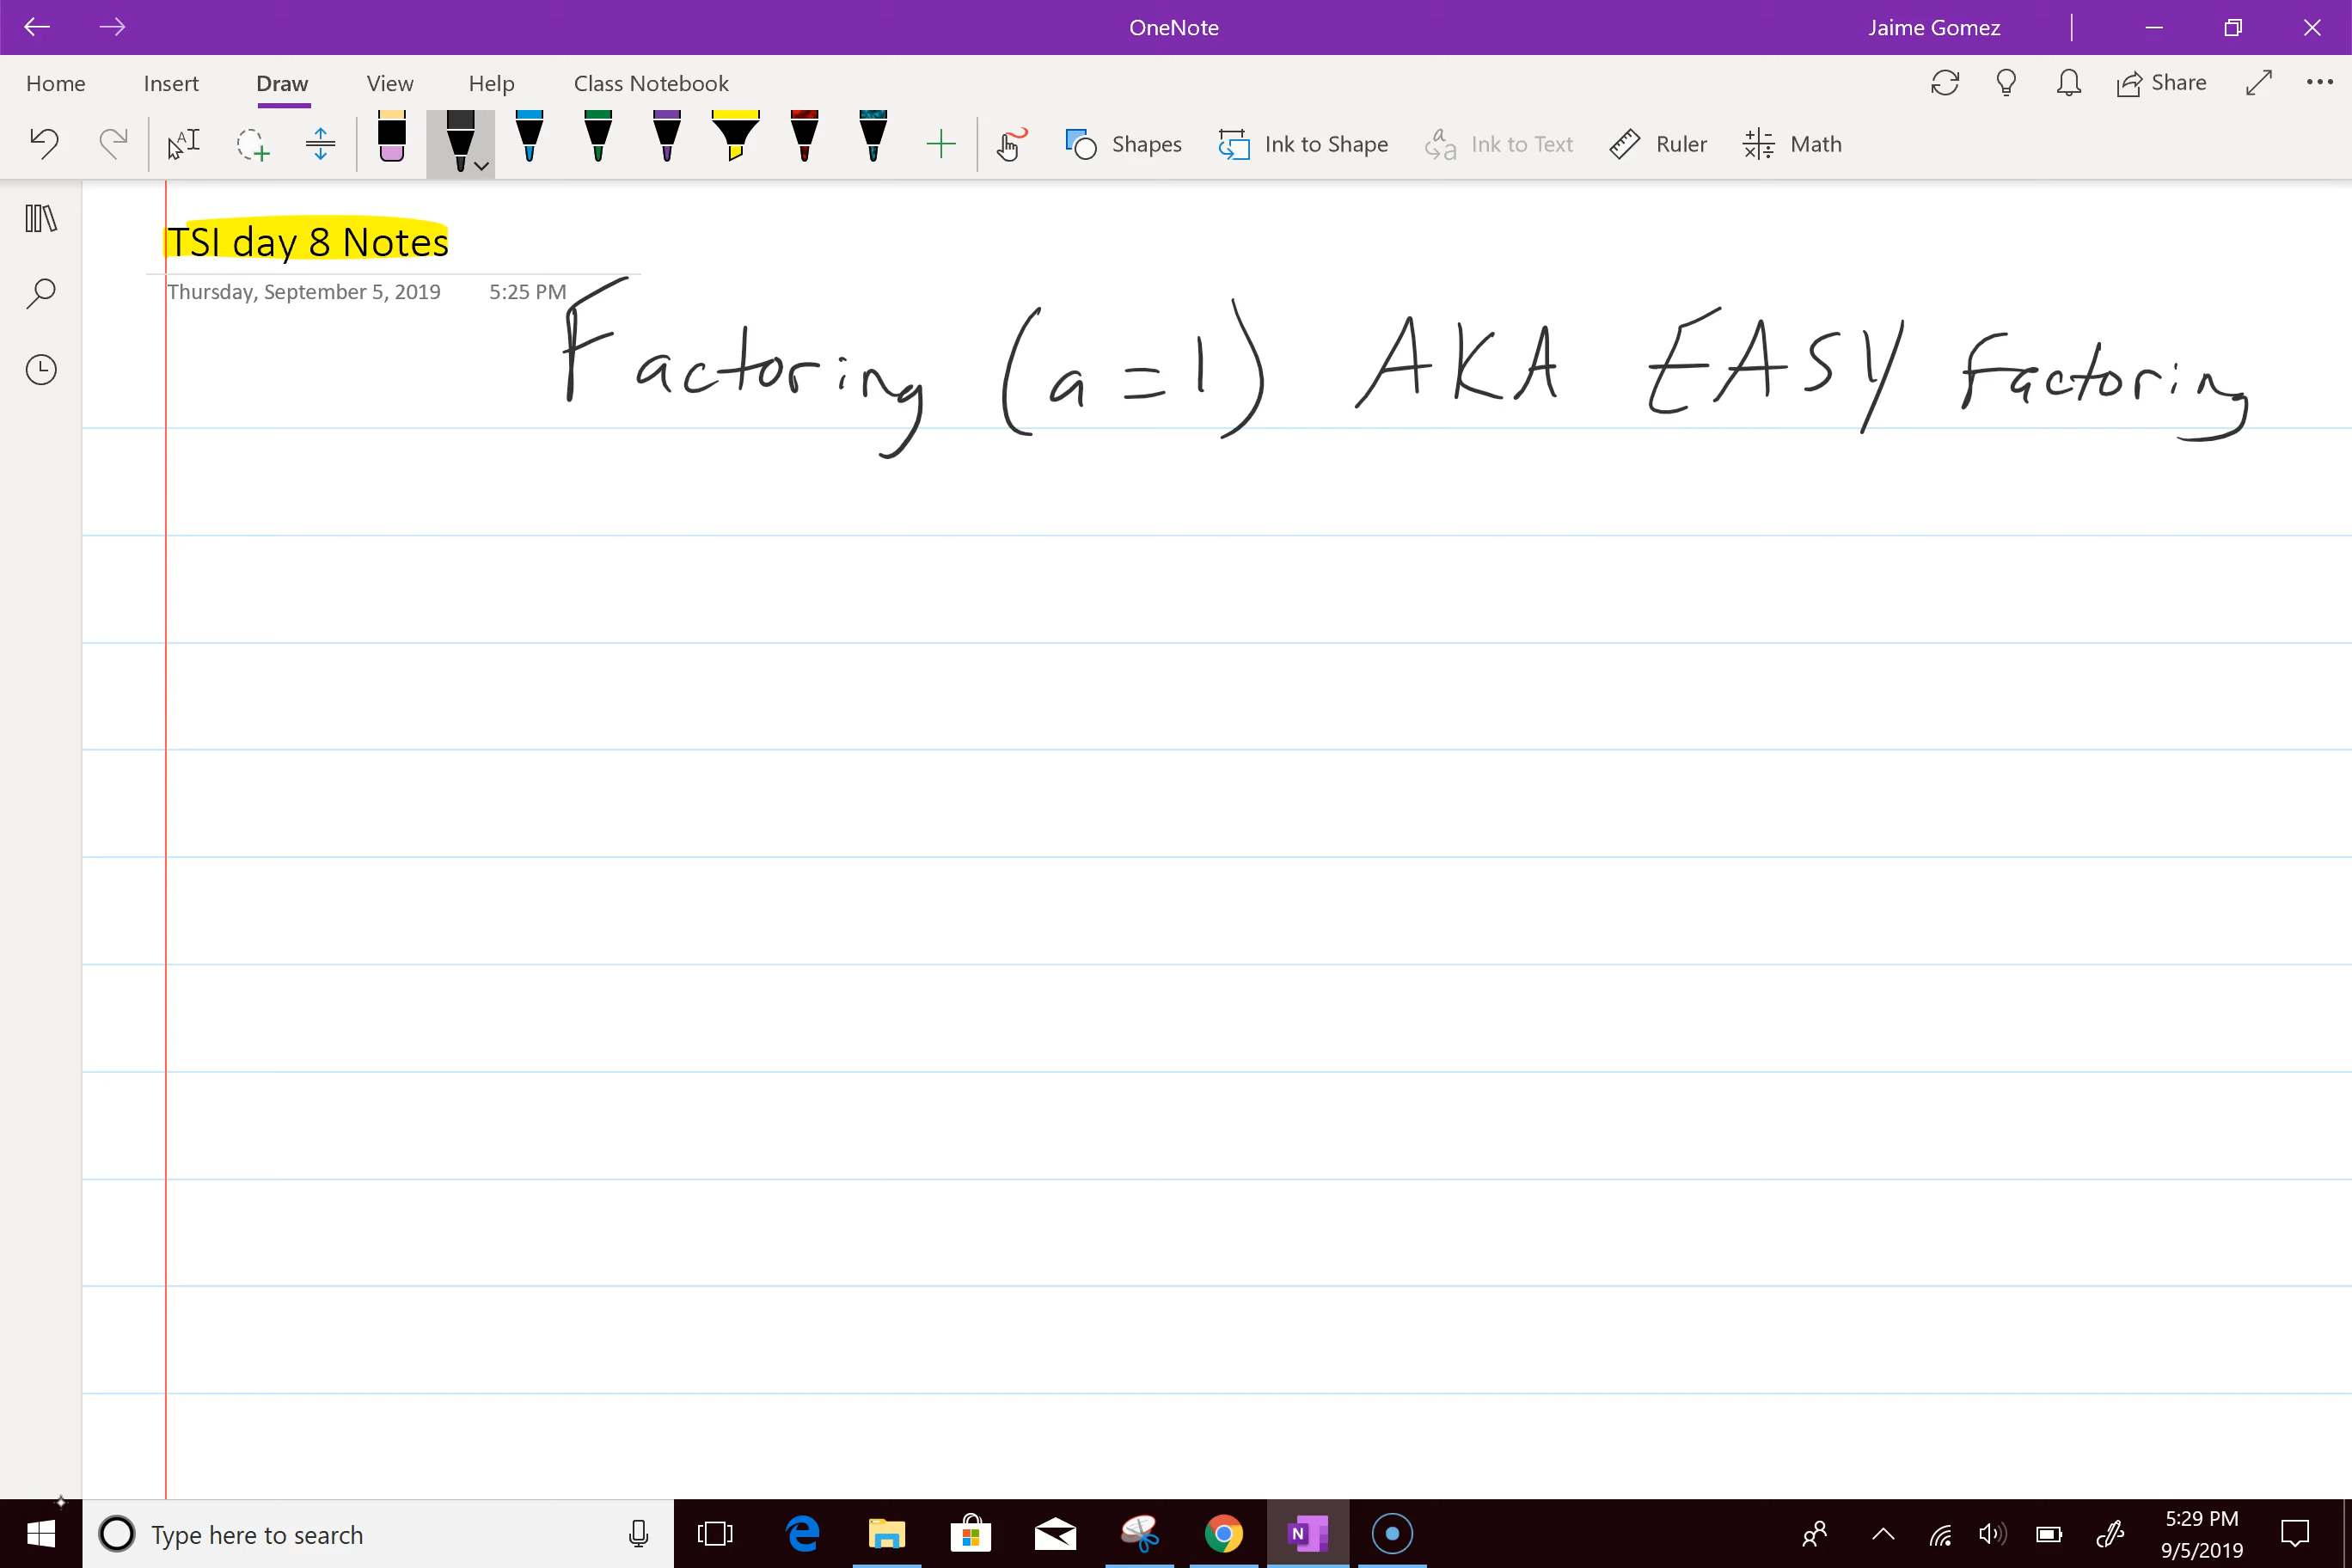 OneNote
Jaime Gomez
Home Insert Draw View Help Class Notebook Share
Shapes Ink to Shape Ink to Text Ruler Math
TSI day 8 Notes
Thursday, September 5, 2019 5:25 PM
Factoring (a=1) AKA EASY Factoring
Type here to search
5:29 PM
9/5/2019